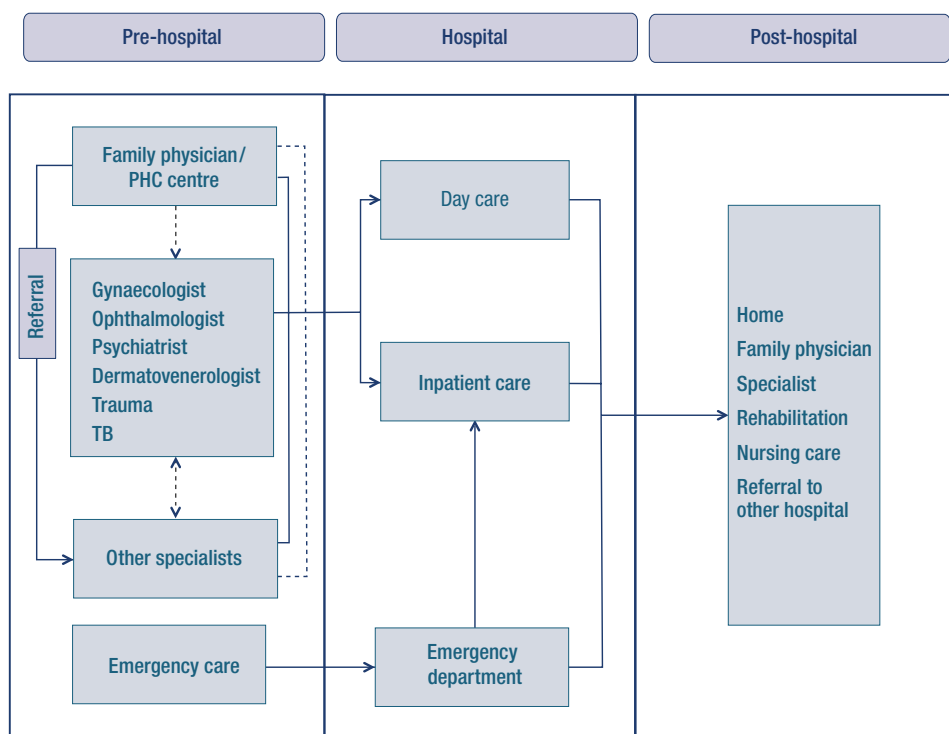 Pre-hospital
Hospital
Post-hospital
Family physician/
PHC centre
Referral
Gynaecologist
Ophthalmologist
Psychiatrist
Dermatovenerologist
Trauma
TB
Other specialists
Emergency care
Day care
Inpatient care
Emergency
department
Home
Family physician
Specialist
Rehabilitation
Nursing care
Referral to
other hospital